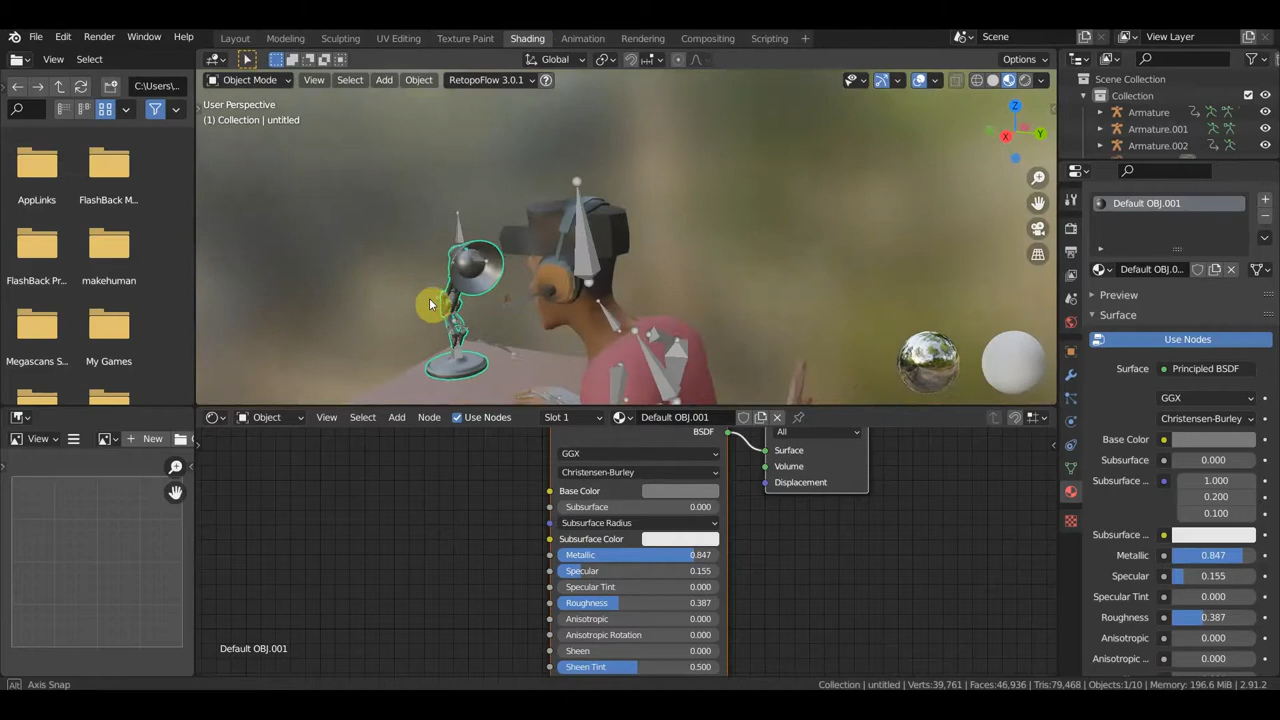 File Edit Render Window Help
Layout Modeling Sculpting UV Editing Texture Paint Shading Animation Rendering Compositing Scripting
Scene
View Layer
View Select
Global
Options
C:\Users\...
Object Mode View Select Add Object RetopoFlow 3.0.1
User Perspective
(1) Collection | untitled
Z
Y
X
AppLinks
FlashBack M...
FlashBack Pr...
makehuman
Megascans S...
My Games
Scene Collection
Collection
Armature
Armature.001
Armature.002
Default OBJ.001
Default OBJ.0...
Preview
Surface
Use Nodes
Surface Principled BSDF
GGX
Christensen-Burley
Base Color
Subsurface 0.000
Subsurface ... 1.000
0.200
0.100
Subsurface ...
Metallic 0.847
Specular 0.155
Specular Tint 0.000
Roughness 0.387
Anisotropic 0.000
Anisotropic ... 0.000
View
New
Object View Select Add Node Use Nodes Slot 1 Default OBJ.001
BSDF
GGX
Christensen-Burley
Base Color
Subsurface 0.000
Subsurface Radius
Subsurface Color
Metallic 0.847
Specular 0.155
Specular Tint 0.000
Roughness 0.387
Anisotropic 0.000
Anisotropic Rotation 0.000
Sheen 0.000
Sheen Tint 0.500
All
Surface
Volume
Displacement
Default OBJ.001
Alt Axis Snap
Collection | untitled | Verts:39,761 | Faces:46,936 | Tris:79,468 | Objects:1/10 | Memory: 196.6 MiB | 2.91.2